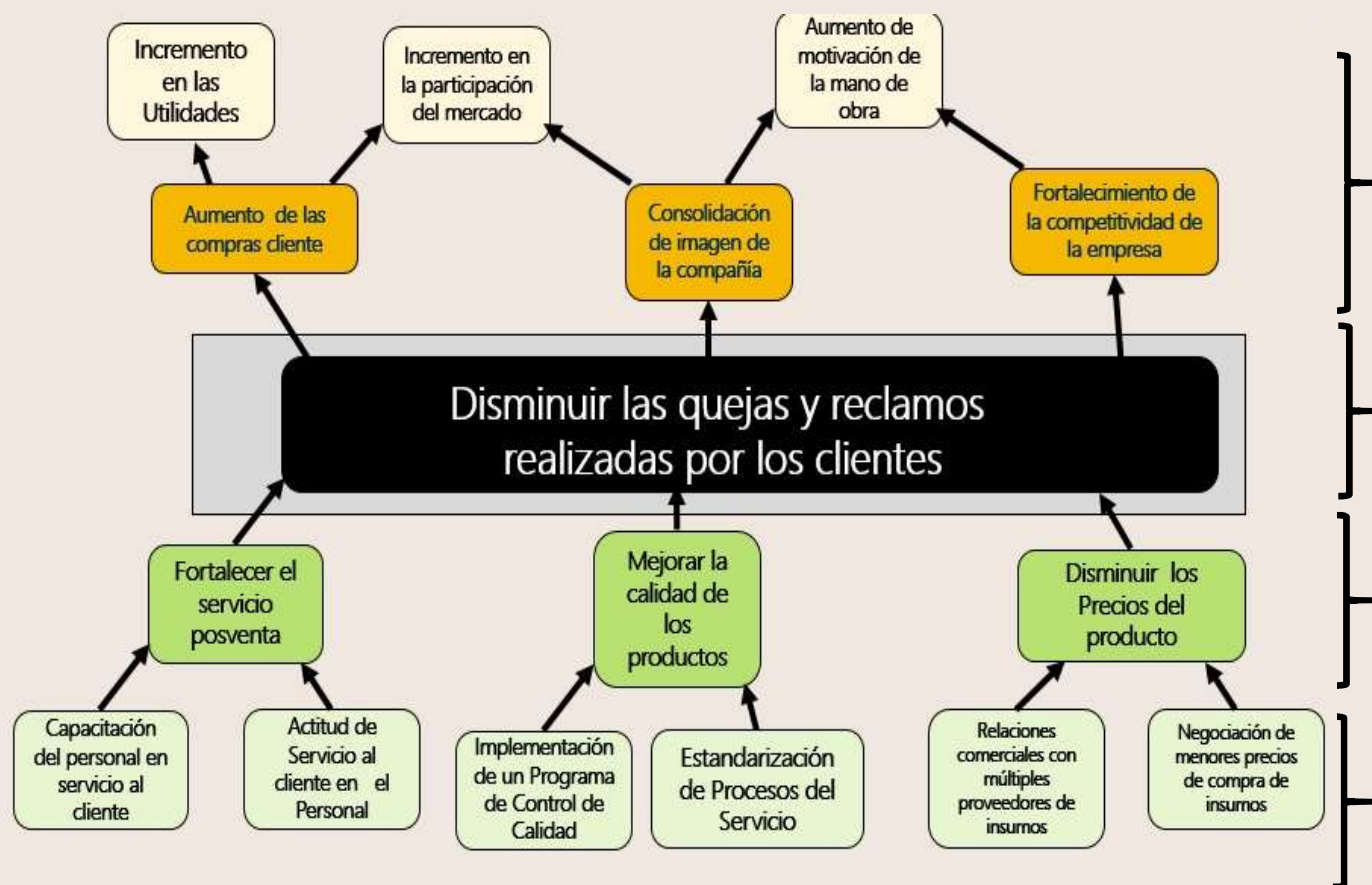 Incremento
en las
Utilidades
Incremento en
la participación
del mercado
Aumento de
motivación de
la mano de
obra
Aumento de las
compras cliente
Consolidación
de imagen de
la compañía
Fortalecimiento de
la competitividad de
la empresa
Disminuir las quejas y reclamos
realizadas por los clientes
Fortalecer el
servicio
posventa
Mejorar la
calidad de
los
productos
Disminuir los
Precios del
producto
Capacitación
del personal en
servicio al
cliente
Actitud de
Servicio al
cliente en el
Personal
Implementación
de un Programa
de Control de
Calidad
Estandarización
de Procesos del
Servicio
Relaciones
comerciales con
múltiples
proveedores de
insumos
Negociación de
menores precios
de compra de
insumos